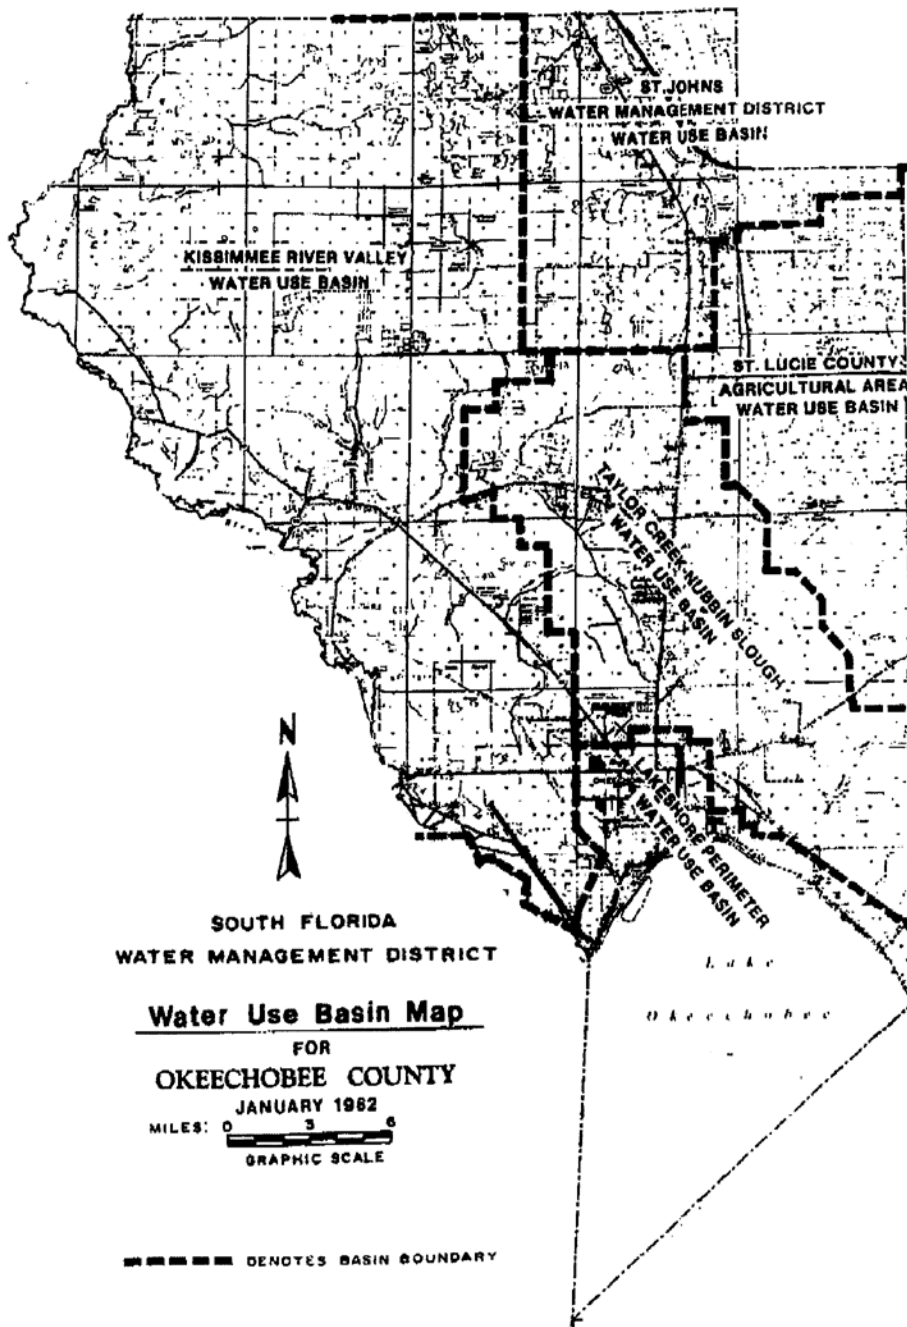 ST. JOHNS
WATER MANAGEMENT DISTRICT
WATER USE BASIN
KISSIMMEE RIVER VALLEY
WATER USE BASIN
ST. LUCIE COUNTY
AGRICULTURAL AREA
WATER USE BASIN
TAYLOR CREEK-NUBBIN SLOUGH
WATER USE BASIN
LAKESHORE PERIMETER
WATER USE BASIN
N
SOUTH FLORIDA
WATER MANAGEMENT DISTRICT
Lake
Okeechobee
Water Use Basin Map
FOR
OKEECHOBEE COUNTY
JANUARY 1982
MILES: 0 3 6
GRAPHIC SCALE
DENOTES BASIN BOUNDARY